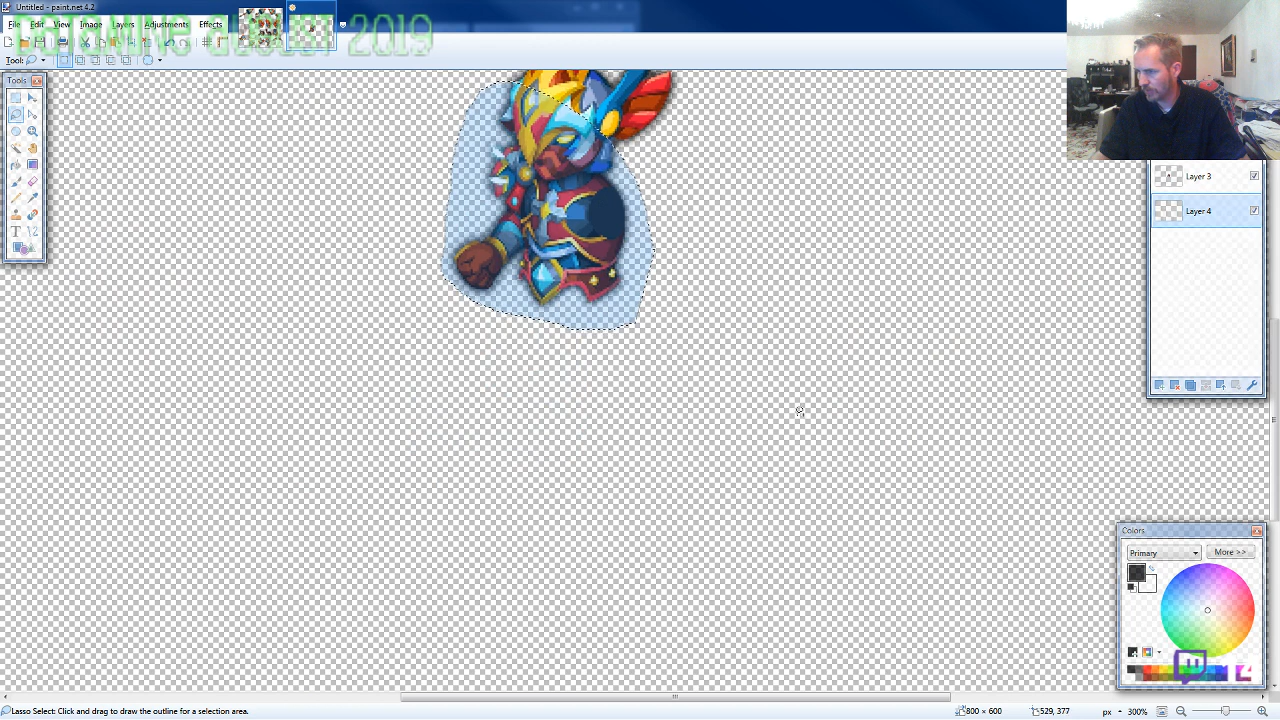 Untitled - paint.net 4.2
File Edit View Image Layers Adjustments Effects
2019
Tool:
Tools
Layer 3
Layer 4
Colors
Primary
More >>
Lasso Select: Click and drag to draw the outline for a selection area.
800 × 600
529, 377
px
300%